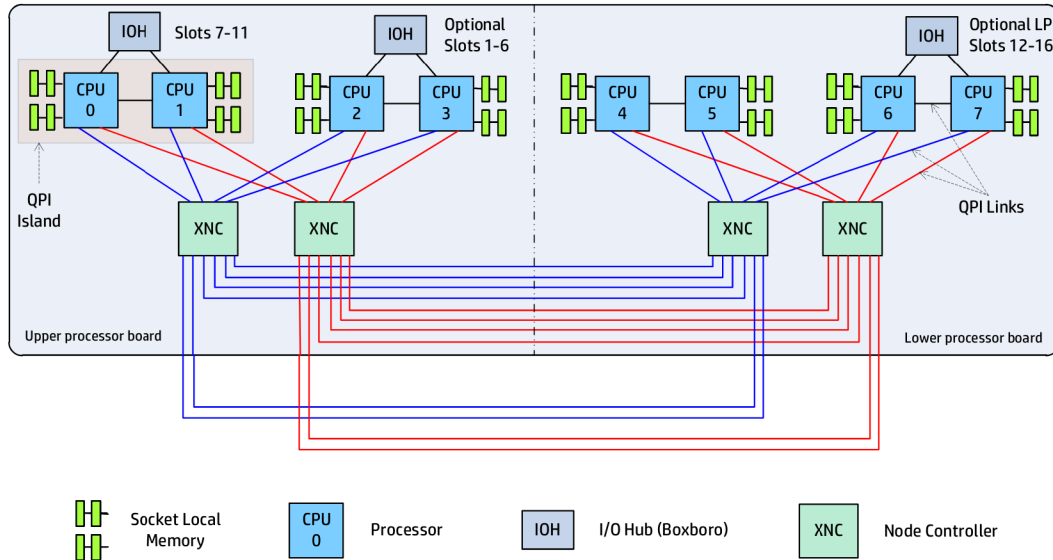 IOH
Slots 7-11
Optional
Slots 1-6
IOH
IOH
Optional LP
Slots 12-16
CPU
0
CPU
1
CPU
2
CPU
3
CPU
4
CPU
5
CPU
6
CPU
7
QPI
Island
QPI Links
XNC
XNC
XNC
XNC
Upper processor board
Lower processor board
Socket Local
Memory
CPU
0
Processor
IOH
I/O Hub (Boxboro)
XNC
Node Controller